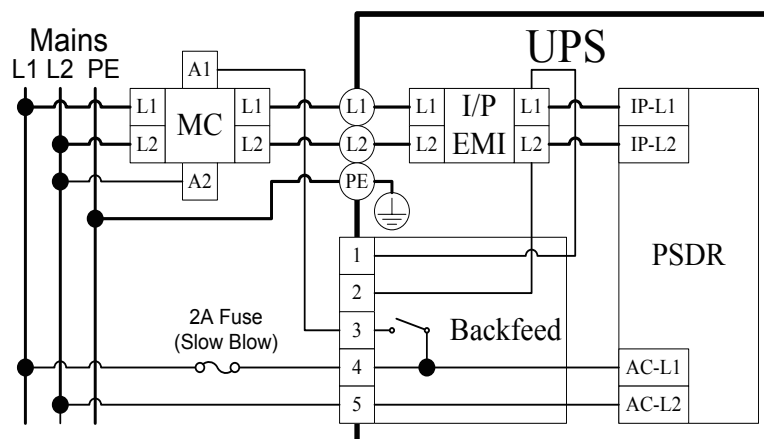 Mains
UPS
L1 L2 PE
A1
L1 L1 L1 L1 I/P L1 IP-L1
MC
L2 L2 L2 L2 EMI L2 IP-L2
A2
PE
1
PSDR
2
2A Fuse
(Slow Blow)
3
Backfeed
4
AC-L1
5
AC-L2